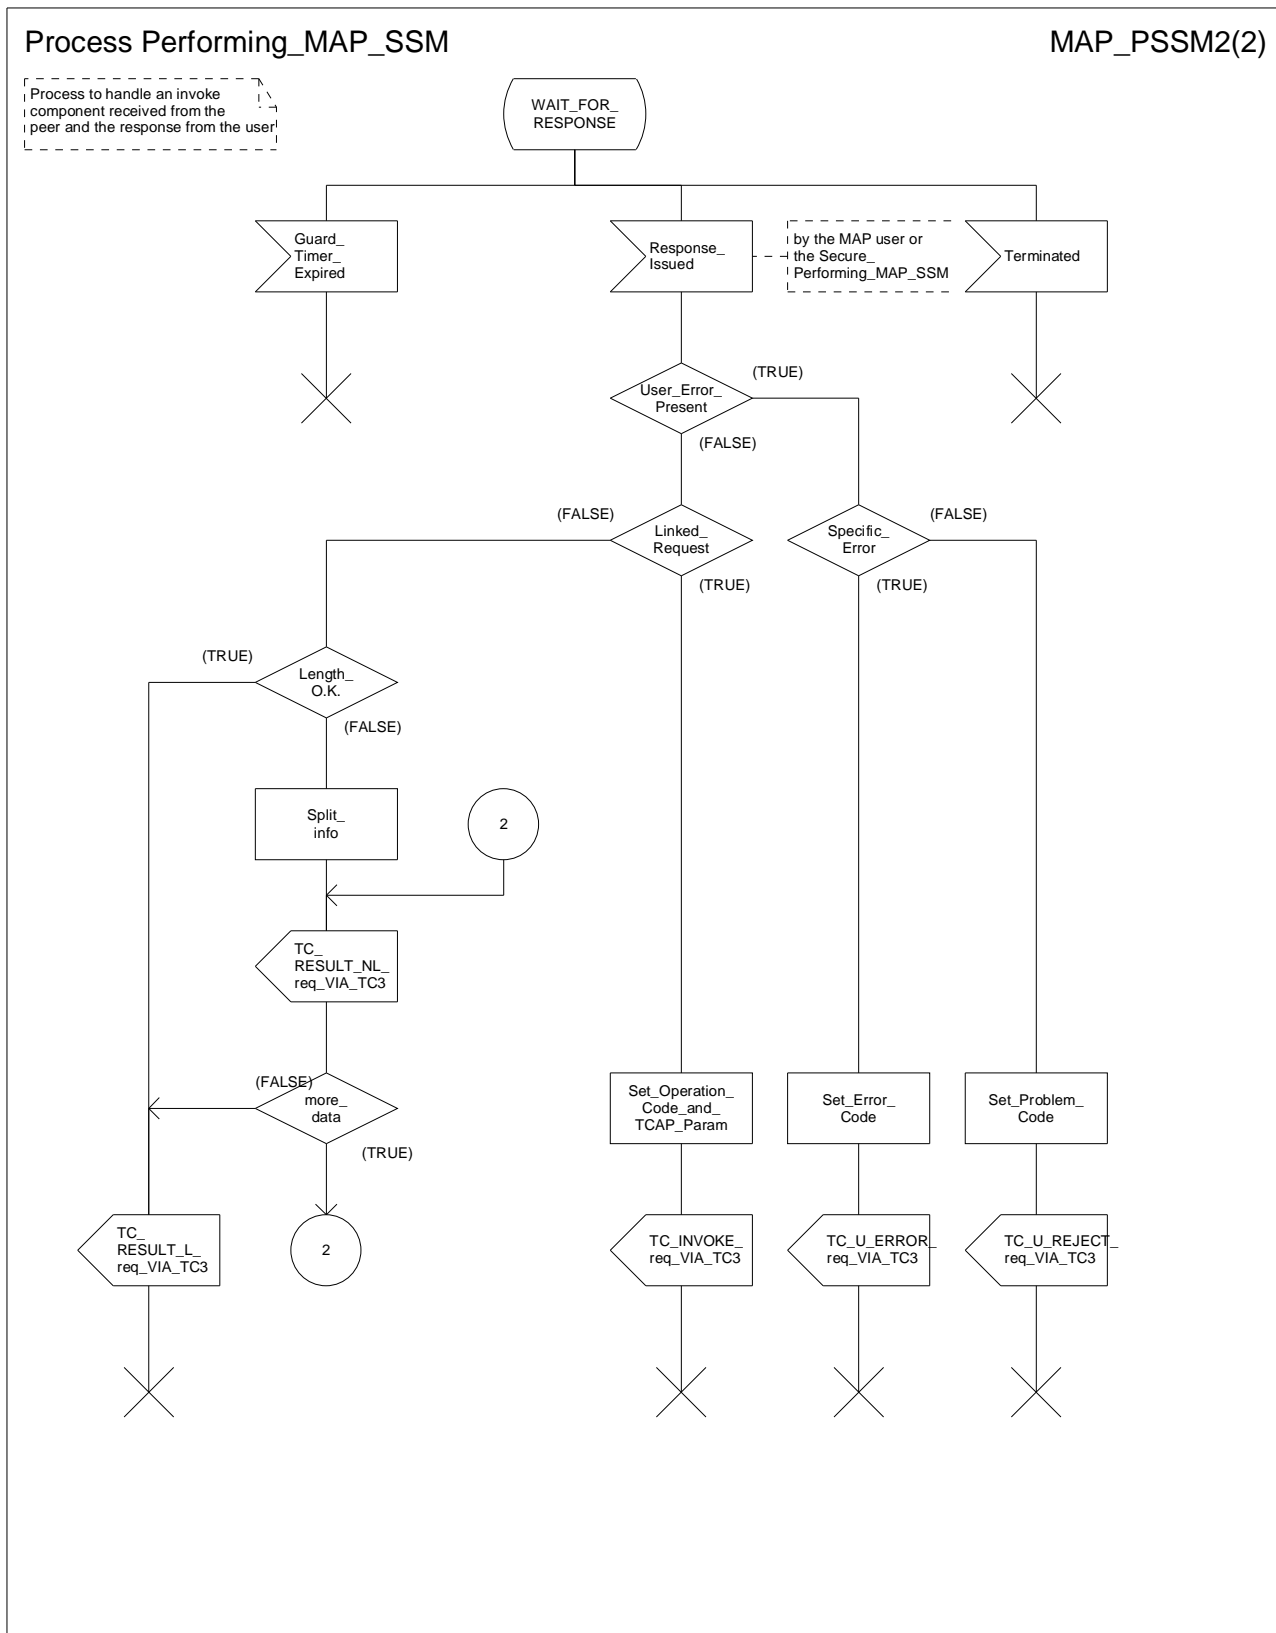 Process Performing_MAP_SSM
MAP_PSSM2(2)
Process to handle an invoke
component received from the
peer and the response from the user
WAIT_FOR_
RESPONSE
Guard_
Timer_
Expired
Response_
Issued
by the MAP user or
the Secure_
Performing_MAP_SSM
Terminated
User_Error_
Present
(TRUE)
(FALSE)
(FALSE)
Linked_
Request
(TRUE)
Specific_
Error
(FALSE)
(TRUE)
(TRUE)
Length_
O.K.
(FALSE)
Split_
info
2
TC_
RESULT_NL_
req_VIA_TC3
(FALSE)
more_
data
(TRUE)
Set_Operation_
Code_and_
TCAP_Param
Set_Error_
Code
Set_Problem_
Code
TC_
RESULT_L_
req_VIA_TC3
2
TC_INVOKE_
req_VIA_TC3
TC_U_ERROR_
req_VIA_TC3
TC_U_REJECT_
req_VIA_TC3